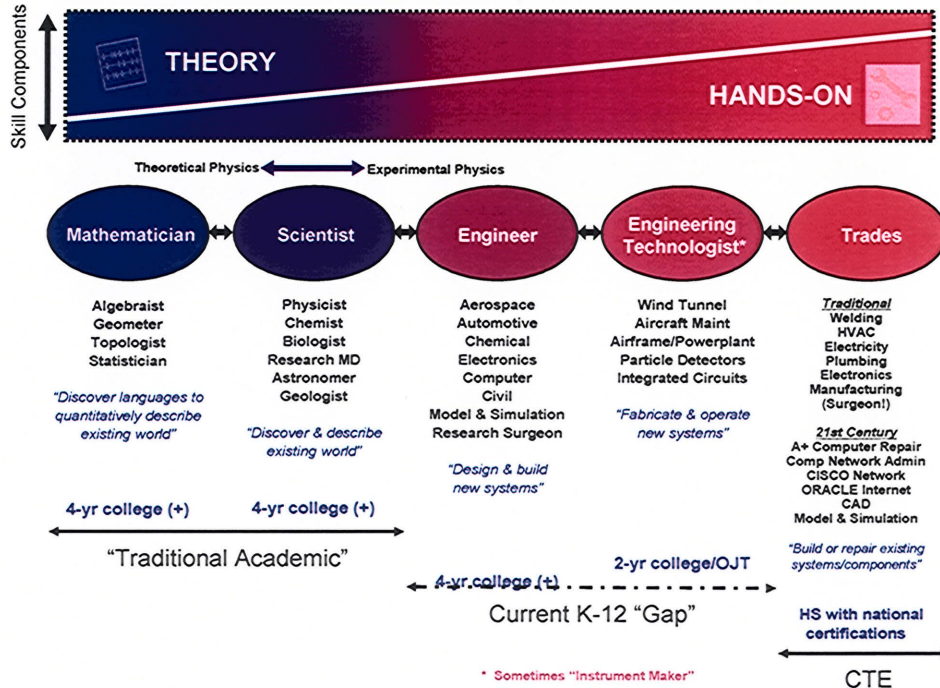 Skill Components
THEORY
HANDS-ON
Theoretical Physics
Experimental Physics
Mathematician
Scientist
Engineer
Engineering
Technologist*
Trades
Algebraist
Geometer
Topologist
Statistician
"Discover languages to
quantitatively describe
existing world"
4-yr college (+)
Physicist
Chemist
Biologist
Research MD
Astronomer
Geologist
"Discover & describe
existing world"
4-yr college (+)
"Traditional Academic"
Aerospace
Automotive
Chemical
Electronics
Computer
Civil
Model & Simulation
Research Surgeon
"Design & build
new systems"
4-yr college (+)
Wind Tunnel
Aircraft Maint
Airframe/Powerplant
Particle Detectors
Integrated Circuits
"Fabricate & operate
new systems"
2-yr college/OJT
Current K-12 "Gap"
Traditional
Welding
HVAC
Electricity
Plumbing
Electronics
Manufacturing
(Surgeon!)
21st Century
A+ Computer Repair
Comp Network Admin
CISCO Network
ORACLE Internet
CAD
Model & Simulation
"Build or repair existing
systems/components"
HS with national
certifications
CTE
* Sometimes "Instrument Maker"